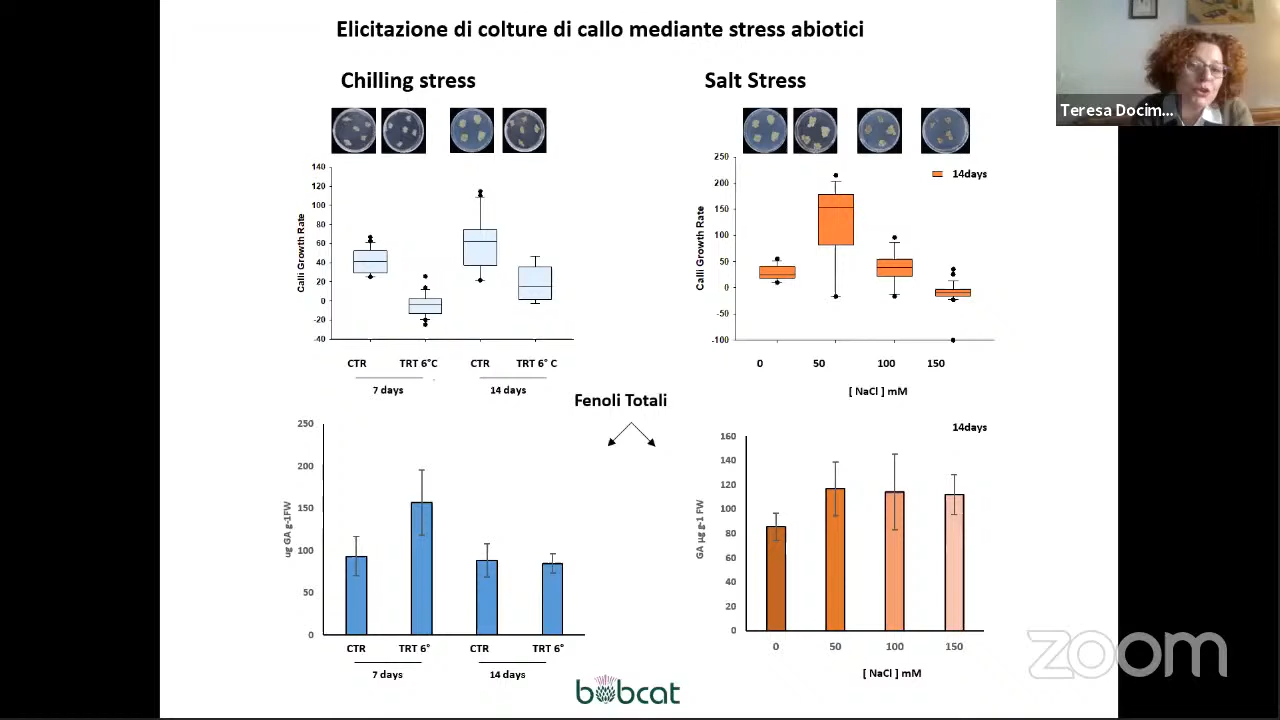 Elicitazione di colture di callo mediante stress abiotici
Teresa Docim...
Chilling stress
Salt Stress
140
120
100
80
60
40
20
0
-20
-40
Calli Growth Rate
CTR
TRT 6°C
CTR
TRT 6° C
7 days
14 days
250
200
150
100
50
0
-50
-100
Calli Growth Rate
14days
0
50
100
150
[ NaCl ] mM
Fenoli Totali
250
200
150
100
50
0
ug GA g-1FW
CTR
TRT 6°
CTR
TRT 6°
7 days
14 days
160
140
120
100
80
60
40
20
0
GA µg g-1 FW
14days
0
50
100
150
[ NaCl ] mM
bobcat
zoom